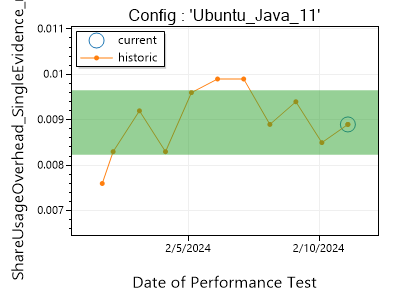 Config : 'Ubuntu_Java_11'
ShareUsageOverhead_SingleEvidence_
current
historic
0.011
0.01
0.009
0.008
0.007
2/5/2024
2/10/2024
Date of Performance Test